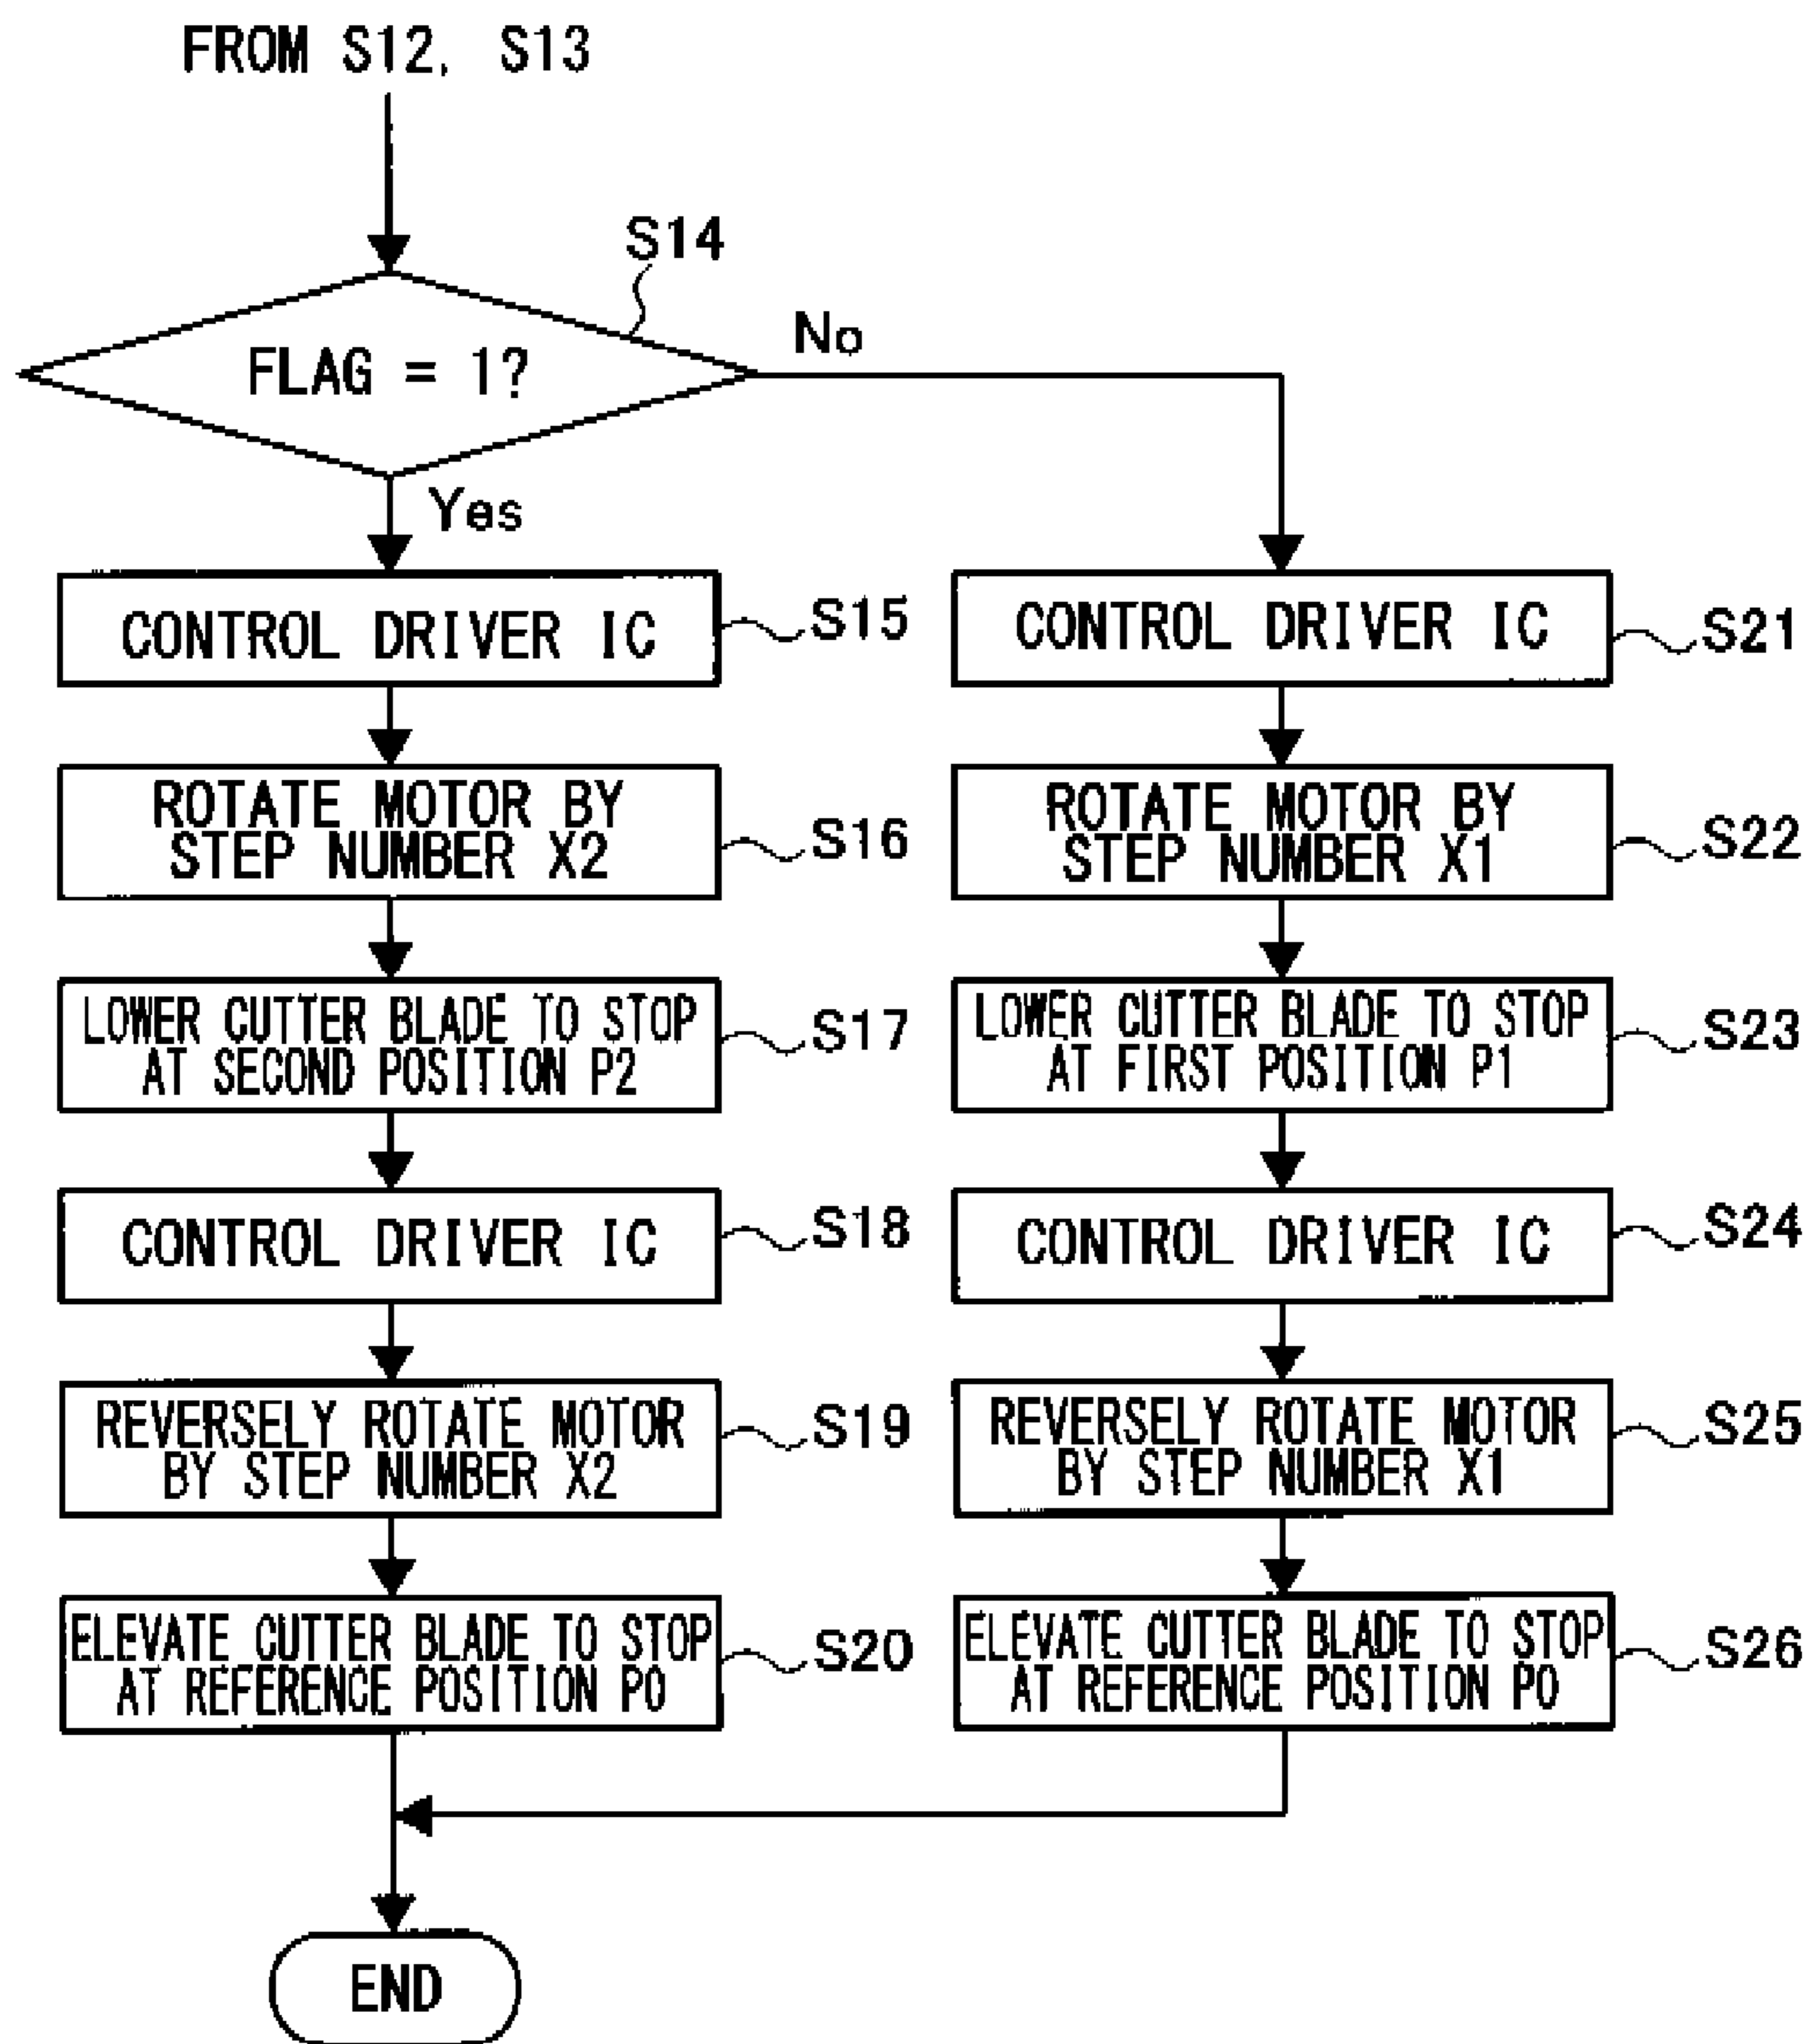 FROM S12, S13
S14
FLAG = 1?
No
Yes
CONTROL DRIVER IC
S15
ROTATE MOTOR BY
STEP NUMBER X2
S16
LOWER CUTTER BLADE TO STOP
AT SECOND POSITION P2
S17
CONTROL DRIVER IC
S18
REVERSELY ROTATE MOTOR
BY STEP NUMBER X2
S19
ELEVATE CUTTER BLADE TO STOP
AT REFERENCE POSITION P0
S20
CONTROL DRIVER IC
S21
ROTATE MOTOR BY
STEP NUMBER X1
S22
LOWER CUTTER BLADE TO STOP
AT FIRST POSITION P1
S23
CONTROL DRIVER IC
S24
REVERSELY ROTATE MOTOR
BY STEP NUMBER X1
S25
ELEVATE CUTTER BLADE TO STOP
AT REFERENCE POSITION P0
S26
END